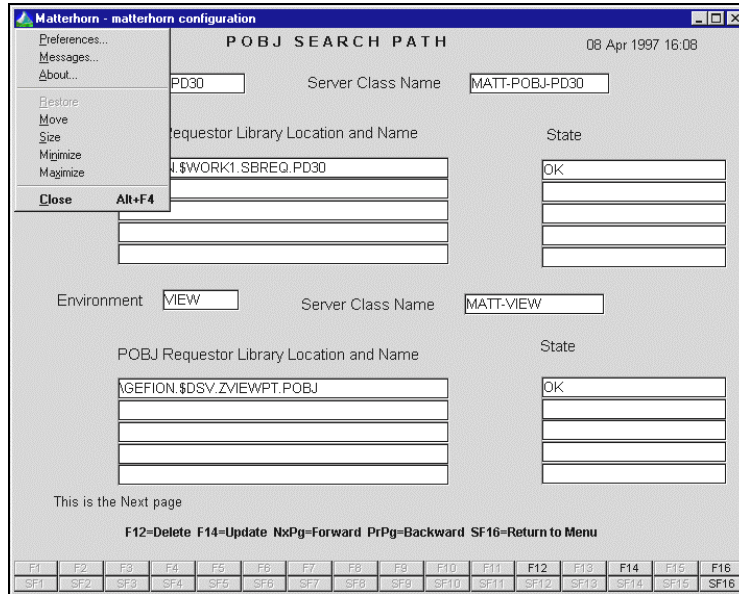 Matterhorn - matterhorn configuration
Preferences...
Messages...
About...
Restore
Move
Size
Minimize
Maximize
Close Alt+F4
POBJ SEARCH PATH 08 Apr 1997 16:08
PD30 Server Class Name MATT-POBJ-PD30
Requestor Library Location and Name State
N.$WORK1.SBREQ.PD30 OK
Environment VIEW Server Class Name MATT-VIEW
POBJ Requestor Library Location and Name State
\GEFION.$DSV.ZVIEWPT.POBJ OK
This is the Next page
F12=Delete F14=Update NxPg=Forward PrPg=Backward SF16=Return to Menu
F1 F2 F3 F4 F5 F6 F7 F8 F9 F10 F11 F12 F13 F14 F15 F16
SF1 SF2 SF3 SF4 SF5 SF6 SF7 SF8 SF9 SF10 SF11 SF12 SF13 SF14 SF15 SF16